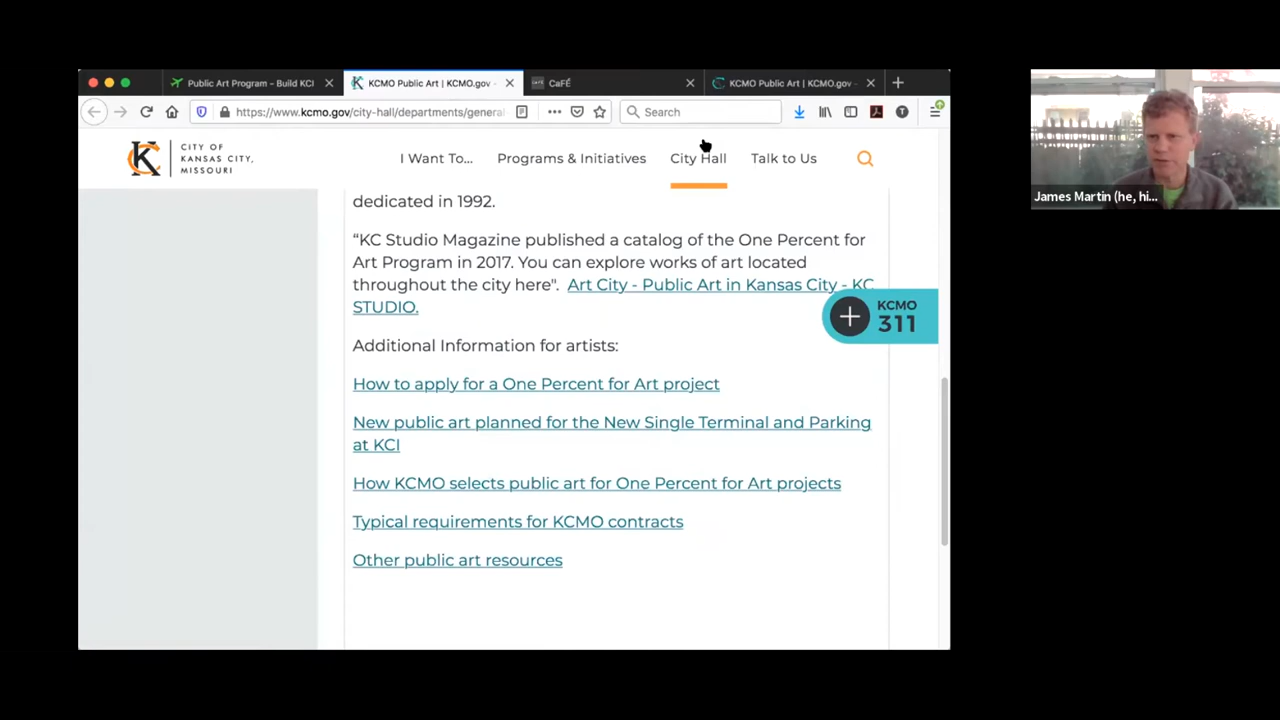 Public Art Program – Build KCI
KCMO Public Art | KCMO.gov -
CaFÉ
KCMO Public Art | KCMO.gov -
https://www.kcmo.gov/city-hall/departments/general
Search
CITY OF
KANSAS CITY,
MISSOURI
I Want To...
Programs & Initiatives
City Hall
Talk to Us
dedicated in 1992.
“KC Studio Magazine published a catalog of the One Percent for
Art Program in 2017. You can explore works of art located
throughout the city here". Art City - Public Art in Kansas City - KC
STUDIO.
KCMO
311
Additional Information for artists:
How to apply for a One Percent for Art project
New public art planned for the New Single Terminal and Parking
at KCI
How KCMO selects public art for One Percent for Art projects
Typical requirements for KCMO contracts
Other public art resources
James Martin (he, hi...